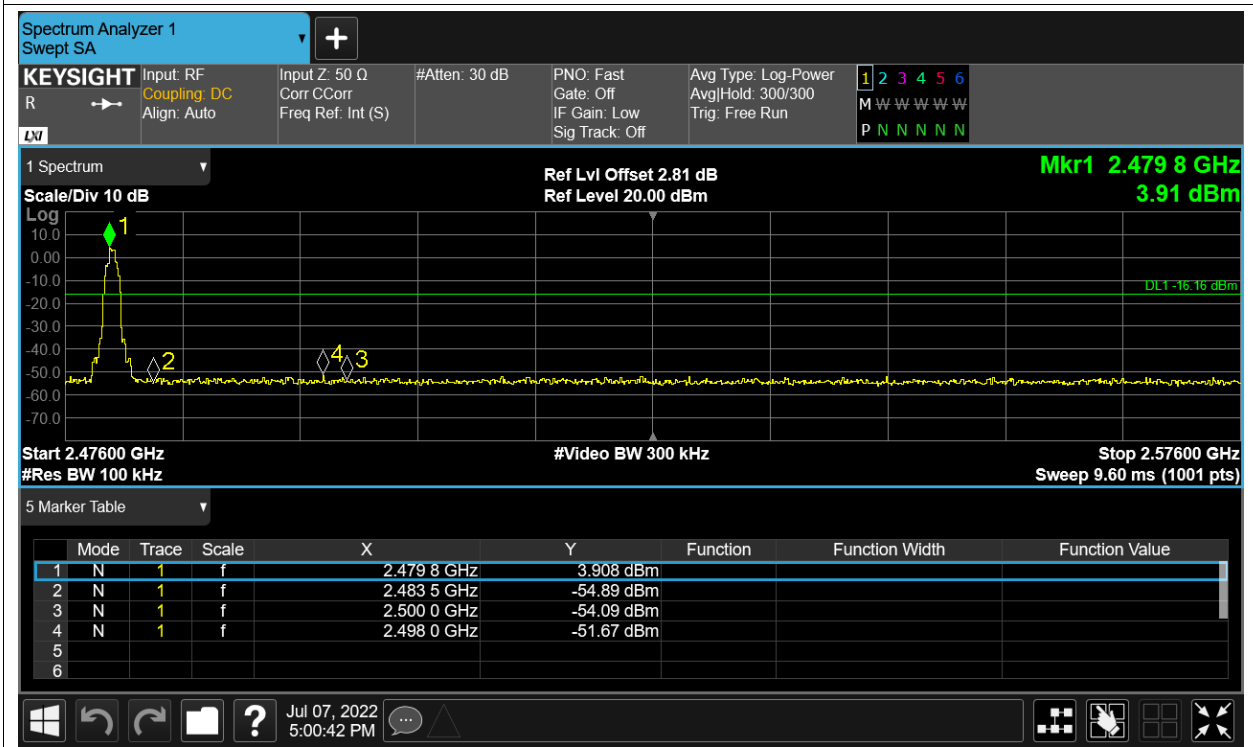 Spectrum Analyzer 1
Swept SA
+
KEYSIGHT Input: RF Input Z: 50 Ω #Atten: 30 dB PNO: Fast Avg Type: Log-Power 1 2 3 4 5 6
R Coupling: DC Corr CCorr Gate: Off Avg|Hold: 300/300 M W W W W W
Align: Auto Freq Ref: Int (S) IF Gain: Low Trig: Free Run
LXI Sig Track: Off P N N N N N
1 Spectrum Ref Lvl Offset 2.81 dB Mkr1 2.479 8 GHz
Scale/Div 10 dB Ref Level 20.00 dBm 3.91 dBm
Log
10.0 1
0.00
-10.0 DL1 -16.16 dBm
-20.0
-30.0
-40.0 2 4 3
-50.0
-60.0
-70.0
Start 2.47600 GHz #Video BW 300 kHz Stop 2.57600 GHz
#Res BW 100 kHz Sweep 9.60 ms (1001 pts)
5 Marker Table
Mode Trace Scale X Y Function Function Width Function Value
1 N 1 f 2.479 8 GHz 3.908 dBm
2 N 1 f 2.483 5 GHz -54.89 dBm
3 N 1 f 2.500 0 GHz -54.09 dBm
4 N 1 f 2.498 0 GHz -51.67 dBm
5
6
? Jul 07, 2022
5:00:42 PM